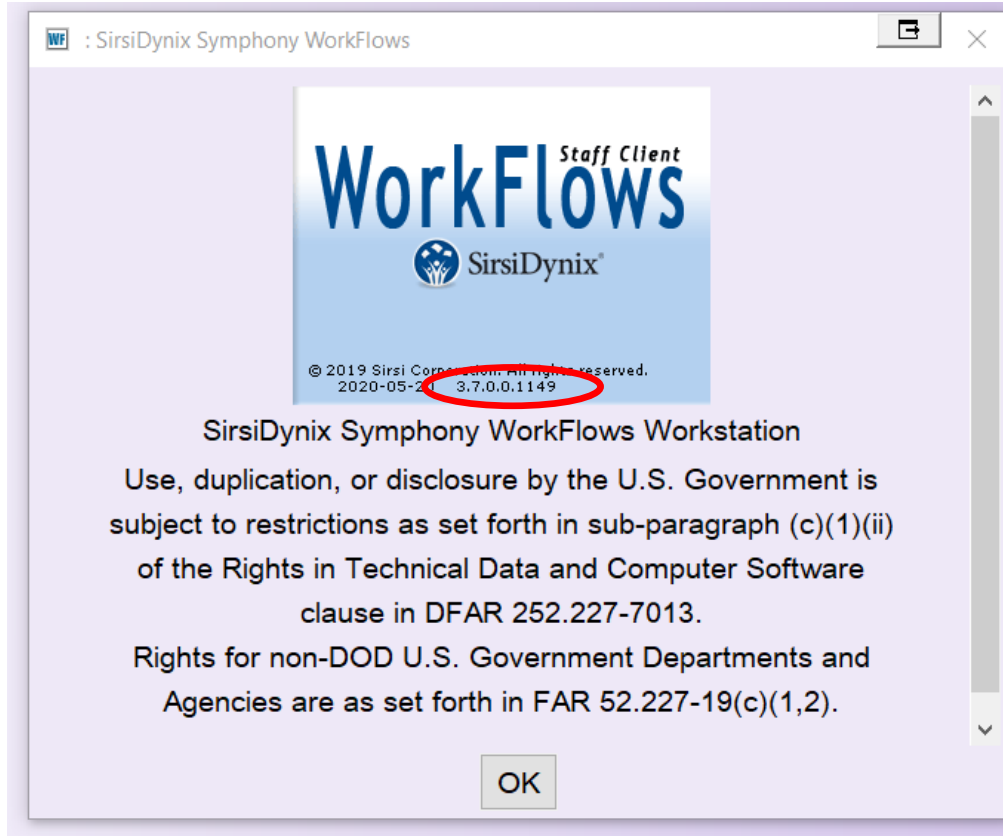 WF : SirsiDynix Symphony WorkFlows
WorkFlows
Staff Client
SirsiDynix®
© 2019 Sirsi Corporation. All rights reserved.
3.7.0.0.1149
SirsiDynix Symphony WorkFlows Workstation
Use, duplication, or disclosure by the U.S. Government is
subject to restrictions as set forth in sub-paragraph (c)(1)(ii)
of the Rights in Technical Data and Computer Software
clause in DFAR 252.227-7013.
Rights for non-DOD U.S. Government Departments and
Agencies are as set forth in FAR 52.227-19(c)(1,2).
OK